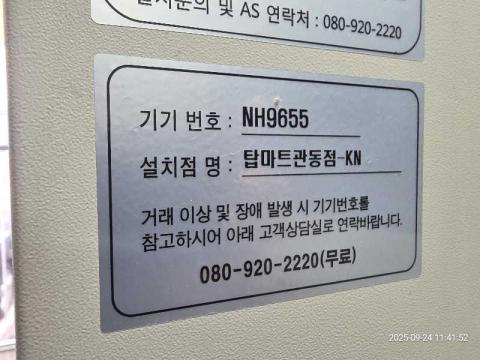 설치문의 및 AS 연락처 : 080-920-2220
기기 번호 : NH9655
설치점 명 : 탑마트관동점-KN
거래 이상 및 장애 발생 시 기기번호를
참고하시어 아래 고객상담실로 연락바랍니다.
080-920-2220(무료)
2025-09-24 11:41:52